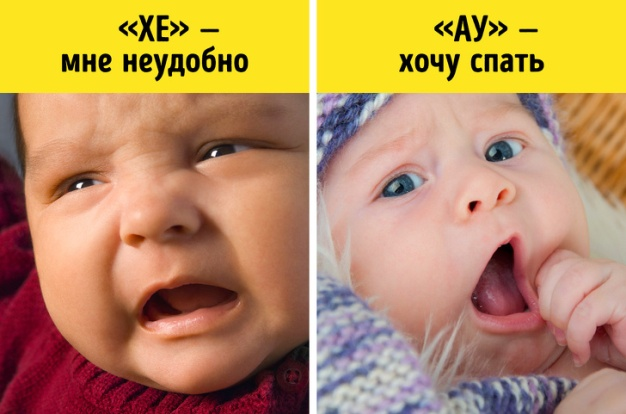 «ХЕ» –
мне неудобно
«АУ» –
хочу спать